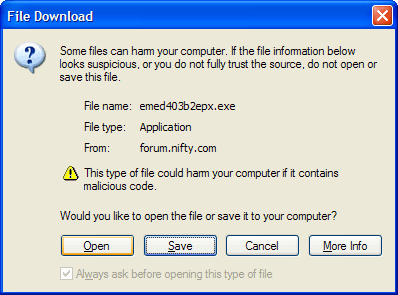 File Download
Some files can harm your computer. If the file information below
looks suspicious, or you do not fully trust the source, do not open or
save this file.
File name: emed403b2epx.exe
File type: Application
From: forum.nifty.com
This type of file could harm your computer if it contains
malicious code.
Would you like to open the file or save it to your computer?
Open Save Cancel More Info
Always ask before opening this type of file